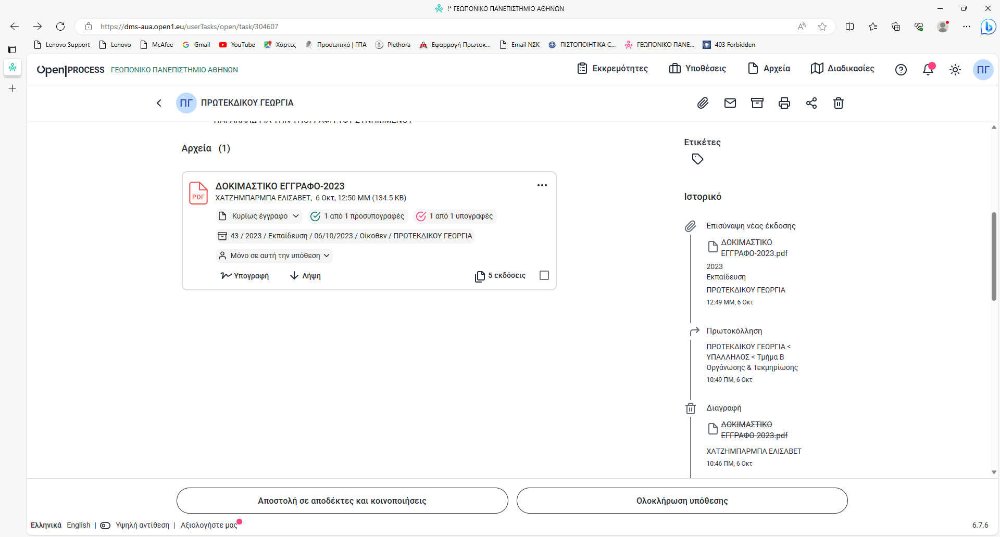 !* ΓΕΩΠΟΝΙΚΟ ΠΑΝΕΠΙΣΤΗΜΙΟ ΑΘΗΝΩΝ
https://dms-aua.open1.eu/userTasks/open/task/304607
Lenovo Support Lenovo McAfee Gmail YouTube Χάρτες Προσωπικό | ΓΠΑ Plethora Εφαρμογή Πρωτοκ... Email ΝΣΚ ΠΙΣΤΟΠΟΙΗΤΙΚΑ C... ΓΕΩΠΟΝΙΚΟ ΠΑΝΕ... 403 Forbidden
Open|PROCESS ΓΕΩΠΟΝΙΚΟ ΠΑΝΕΠΙΣΤΗΜΙΟ ΑΘΗΝΩΝ Εκκρεμότητες Υποθέσεις Αρχεία Διαδικασίες ΠΓ
ΠΓ ΠΡΩΤΕΚΔΙΚΟΥ ΓΕΩΡΓΙΑ
ΠΑΡΑΚΑΛΩ ΓΙΑ ΤΗΝ ΥΠΟΓΡΑΦΗ ΤΟΥ ΣΥΝΗΜΜΕΝΟΥ
Αρχεία (1)
PDF
ΔΟΚΙΜΑΣΤΙΚΟ ΕΓΓΡΑΦΟ-2023
ΧΑΤΖΗΜΠΑΡΜΠΑ ΕΛΙΣΑΒΕΤ, 6 Οκτ, 12:50 ΜΜ (134.5 KB)
Κυρίως έγγραφο 1 από 1 προσυπογραφές 1 από 1 υπογραφές
43 / 2023 / Εκπαίδευση / 06/10/2023 / Οίκοθεν / ΠΡΩΤΕΚΔΙΚΟΥ ΓΕΩΡΓΙΑ
Μόνο σε αυτή την υπόθεση
Υπογραφή Λήψη 5 εκδόσεις
Ετικέτες
Ιστορικό
Επισύναψη νέας έκδοσης
ΔΟΚΙΜΑΣΤΙΚΟ
ΕΓΓΡΑΦΟ-2023.pdf
2023
Εκπαίδευση
ΠΡΩΤΕΚΔΙΚΟΥ ΓΕΩΡΓΙΑ
12:49 ΜΜ, 6 Οκτ
Πρωτοκόλληση
ΠΡΩΤΕΚΔΙΚΟΥ ΓΕΩΡΓΙΑ <
ΥΠΑΛΛΗΛΟΣ < Τμήμα Β
Οργάνωσης & Τεκμηρίωσης
10:49 ΠΜ, 6 Οκτ
Διαγραφή
ΔΟΚΙΜΑΣΤΙΚΟ
ΕΓΓΡΑΦΟ-2023.pdf
ΧΑΤΖΗΜΠΑΡΜΠΑ ΕΛΙΣΑΒΕΤ
10:46 ΠΜ, 6 Οκτ
Αποστολή σε αποδέκτες και κοινοποιήσεις Ολοκλήρωση υπόθεσης
Ελληνικά English | Υψηλή αντίθεση | Αξιολογήστε μας 6.7.6